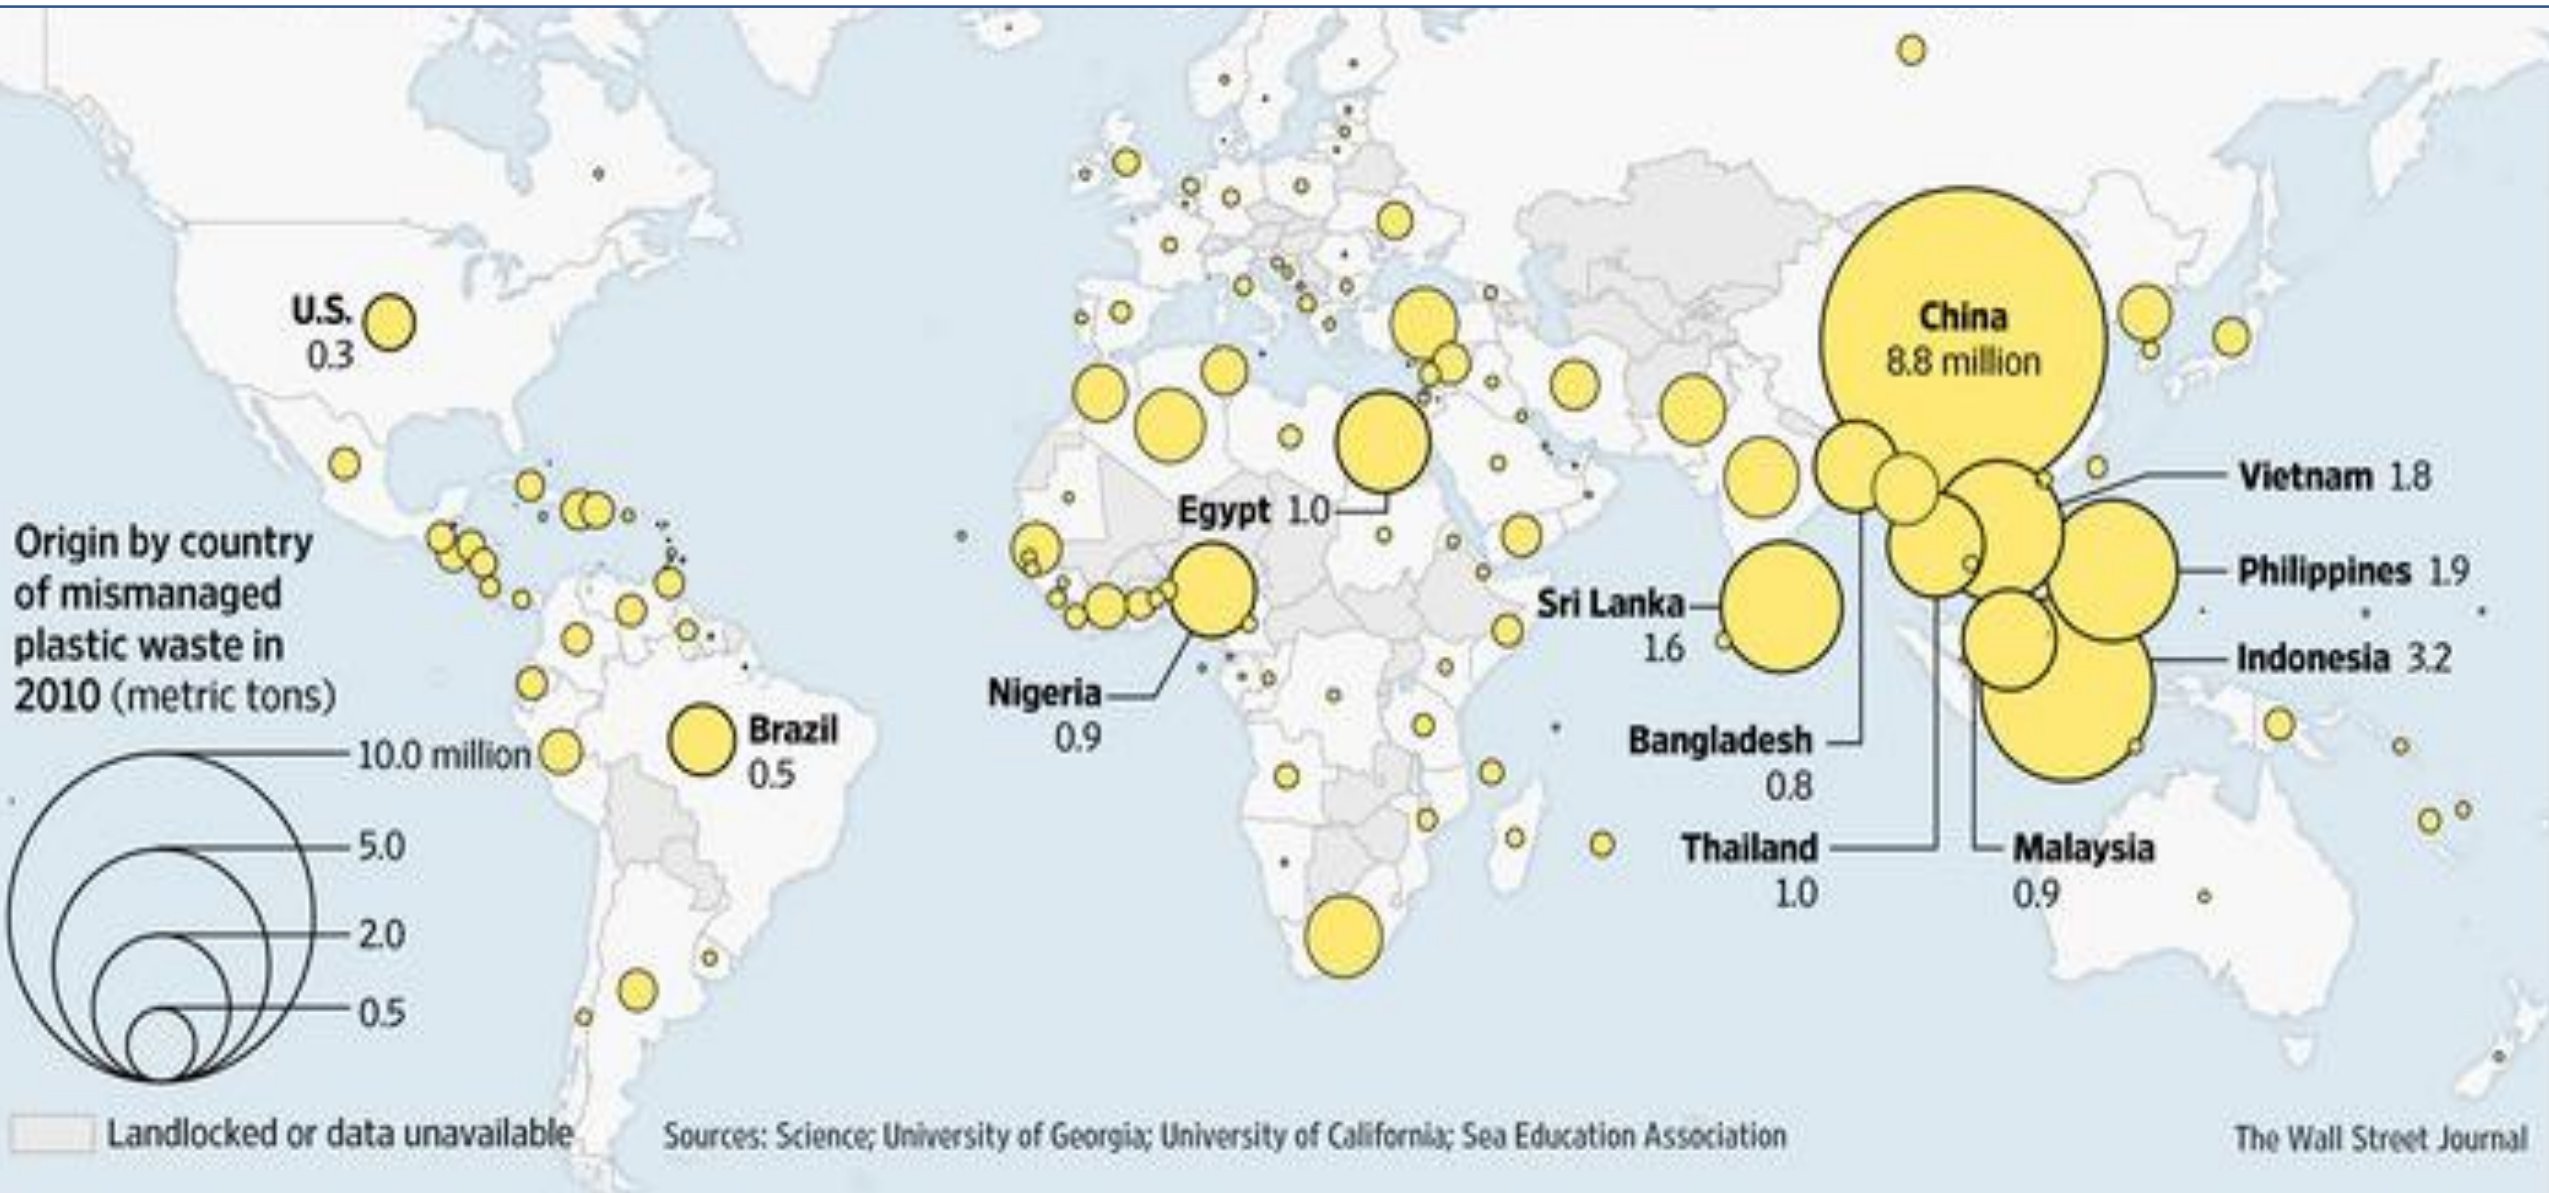 U.S.
0.3
China
8.8 million
Vietnam 1.8
Egypt 1.0
Origin by country
of mismanaged
plastic waste in
2010 (metric tons)
Philippines 1.9
Sri Lanka
1.6
Indonesia 3.2
Nigeria
0.9
Brazil
0.5
Bangladesh
0.8
10.0 million
5.0
2.0
0.5
Thailand
1.0
Malaysia
0.9
Landlocked or data unavailable
Sources: Science; University of Georgia; University of California; Sea Education Association
The Wall Street Journal